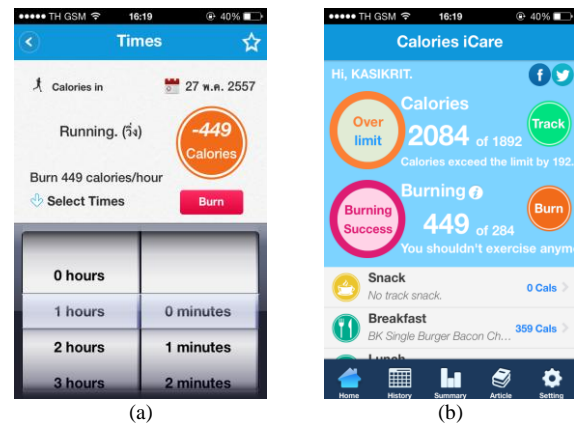 TH GSM 16:19 40%
Times
Calories in 27 พ.ค. 2557
Running. (วิ่ง)
-449
Calories
Burn 449 calories/hour
Select Times
Burn
0 hours
1 hours 0 minutes
2 hours 1 minutes
3 hours 2 minutes
(a)
TH GSM 16:19 40%
Calories iCare
Hi, KASIKRIT.
Over
limit
Calories
2084 of 1892
Track
Calories exceed the limit by 192.
Burning
Success
Burning
449 of 284
Burn
You shouldn't exercise anym
Snack
No track snack.
0 Cals
Breakfast
BK Single Burger Bacon Ch...
359 Cals
Lunch
Home History Summary Article Setting
(b)